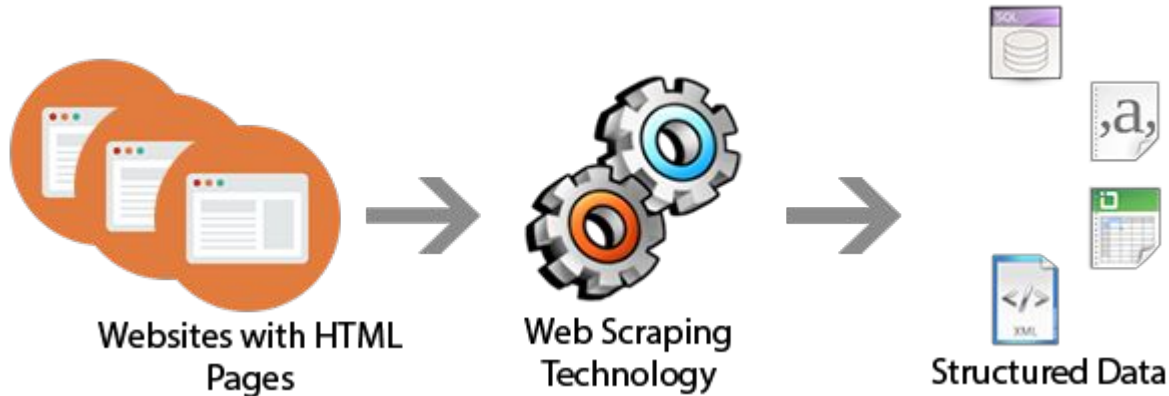 SQL
,a,
XML
Websites with HTML
Pages
Web Scraping
Technology
Structured Data